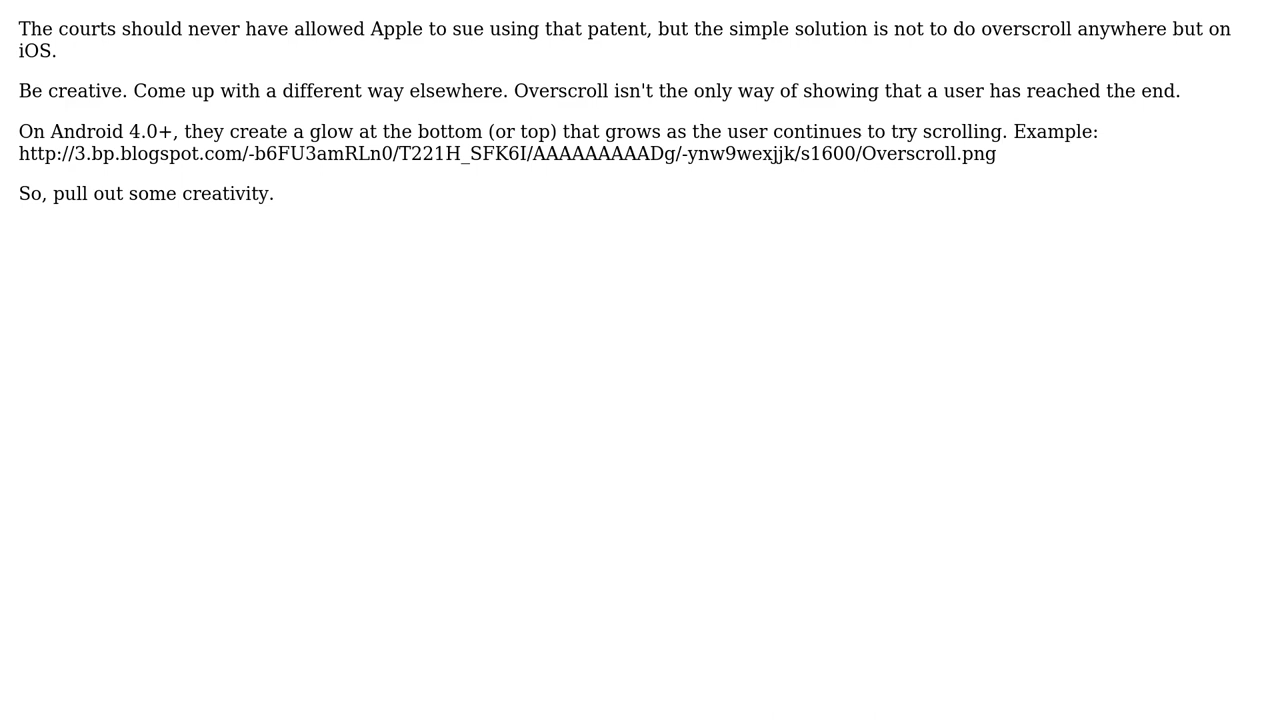 The courts should never have allowed Apple to sue using that patent, but the simple solution is not to do overscroll anywhere but on
iOS.
Be creative. Come up with a different way elsewhere. Overscroll isn't the only way of showing that a user has reached the end.
On Android 4.0+, they create a glow at the bottom (or top) that grows as the user continues to try scrolling. Example:
http://3.bp.blogspot.com/-b6FU3amRLn0/T221H_SFK6I/AAAAAAAAADg/-ynw9wexjjk/s1600/Overscroll.png
So, pull out some creativity.